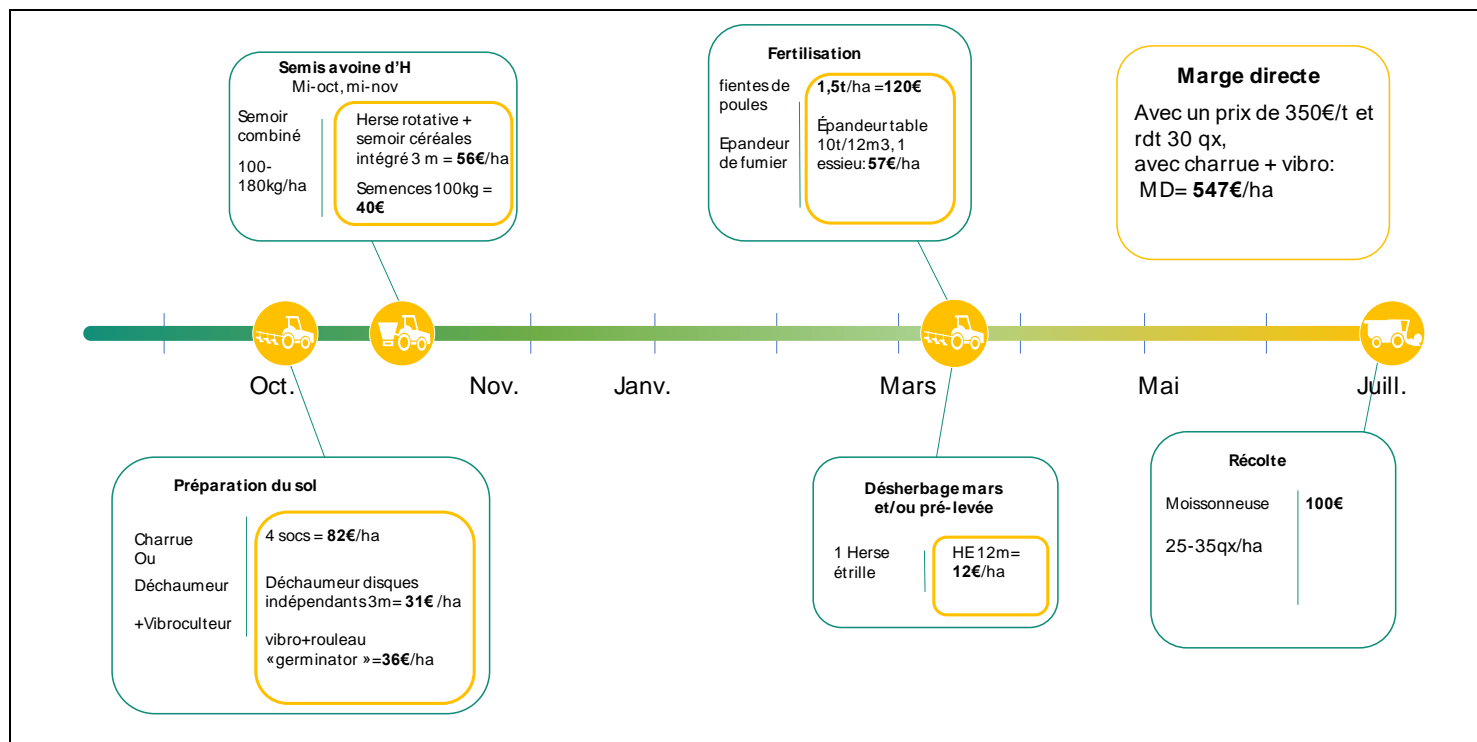 Semis avoine d’H
Mi-oct, mi-nov
Semoir
combiné
100-
180kg/ha
Herse rotative +
semoir céréales
intégré 3 m = 56€/ha
Semences 100kg =
40€
Fertilisation
fientes de
poules
Epandeur
de fumier
1,5t/ha =120€
Épandeur table
10t/12m3, 1
essieu: 57€/ha
Marge directe
Avec un prix de 350€/t et
rdt 30 qx,
avec charrue + vibro:
MD= 547€/ha
Oct.
Nov.
Janv.
Mars
Mai
Juill.
Préparation du sol
Charrue
Ou
Déchaumeur
+Vibroculteur
4 socs = 82€/ha
Déchaumeur disques
indépendants 3m= 31€ /ha
vibro+rouleau
«germinator »=36€/ha
Désherbage mars
et/ou pré-levée
1 Herse
étrille
HE 12m=
12€/ha
Récolte
Moissonneuse
25-35qx/ha
100€